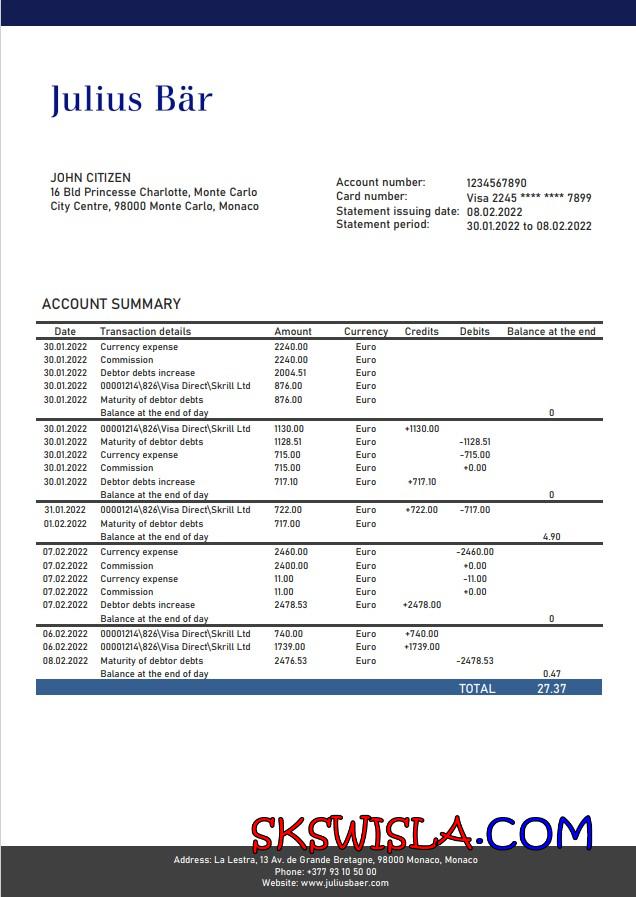 Julius Bär
JOHN CITIZEN
16 Bld Princesse Charlotte, Monte Carlo
City Centre, 98000 Monte Carlo, Monaco
Account number: 1234567890
Card number: Visa 2245 **** **** 7899
Statement issuing date: 08.02.2022
Statement period: 30.01.2022 to 08.02.2022
ACCOUNT SUMMARY
Date Transaction details Amount Currency Credits Debits Balance at the end
30.01.2022 Currency expense 2240.00 Euro
30.01.2022 Commission 2240.00 Euro
30.01.2022 Debtor debts increase 2004.51 Euro
30.01.2022 00001214\826\Visa Direct\Skrill Ltd 876.00 Euro
30.01.2022 Maturity of debtor debts 876.00 Euro
Balance at the end of day 0
30.01.2022 00001214\826\Visa Direct\Skrill Ltd 1130.00 Euro +1130.00
30.01.2022 Maturity of debtor debts 1128.51 Euro -1128.51
30.01.2022 Currency expense 715.00 Euro -715.00
30.01.2022 Commission 715.00 Euro +0.00
30.01.2022 Debtor debts increase 717.10 Euro +717.10
Balance at the end of day 0
31.01.2022 00001214\826\Visa Direct\Skrill Ltd 722.00 Euro +722.00 -717.00
01.02.2022 Maturity of debtor debts 717.00 Euro
Balance at the end of day 4.90
07.02.2022 Currency expense 2460.00 Euro -2460.00
07.02.2022 Commission 2400.00 Euro +0.00
07.02.2022 Currency expense 11.00 Euro -11.00
07.02.2022 Commission 11.00 Euro +0.00
07.02.2022 Debtor debts increase 2478.53 Euro +2478.00
Balance at the end of day 0
06.02.2022 00001214\826\Visa Direct\Skrill Ltd 740.00 Euro +740.00
06.02.2022 00001214\826\Visa Direct\Skrill Ltd 1739.00 Euro +1739.00
08.02.2022 Maturity of debtor debts 2476.53 Euro -2478.53
Balance at the end of day 0.47
TOTAL 27.37
SKSWISLA.COM
Address: La Lestra, 13 Av. de Grande Bretagne, 98000 Monaco, Monaco
Phone: +377 93 10 50 00
Website: www.juliusbaer.com